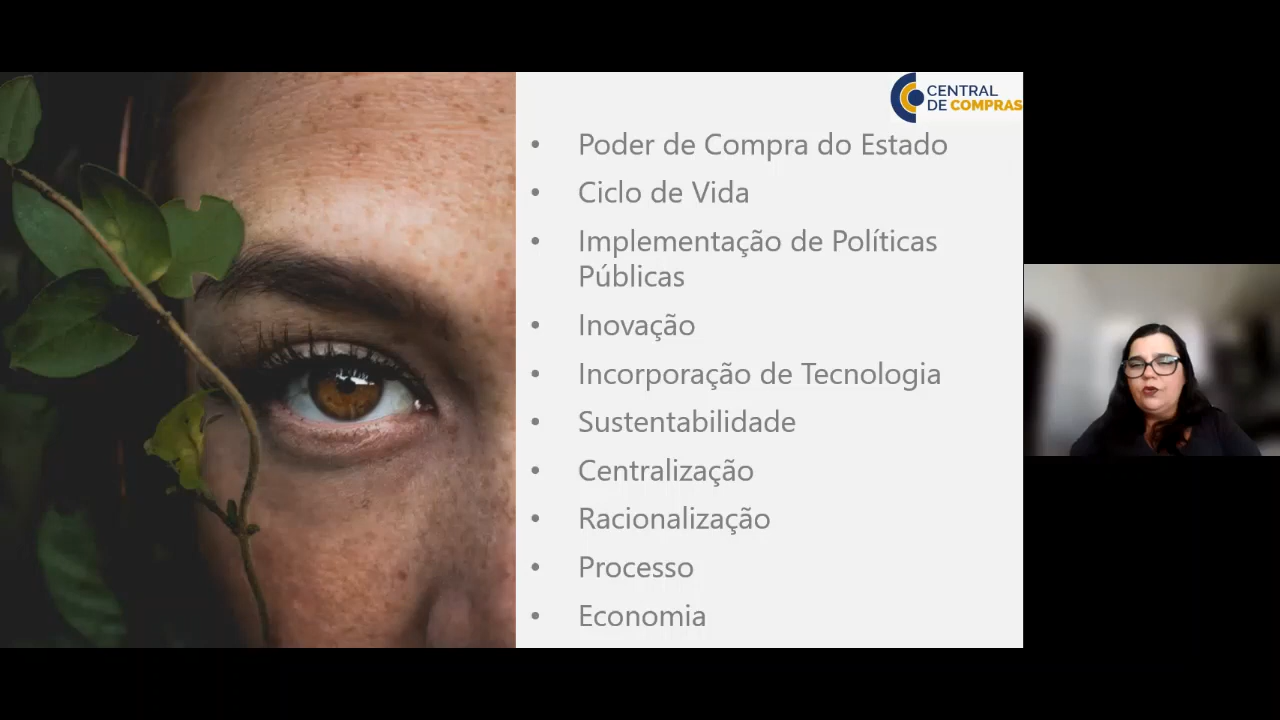 CENTRAL
DE COMPRAS
• Poder de Compra do Estado
• Ciclo de Vida
• Implementação de Políticas
Públicas
• Inovação
• Incorporação de Tecnologia
• Sustentabilidade
• Centralização
• Racionalização
• Processo
• Economia